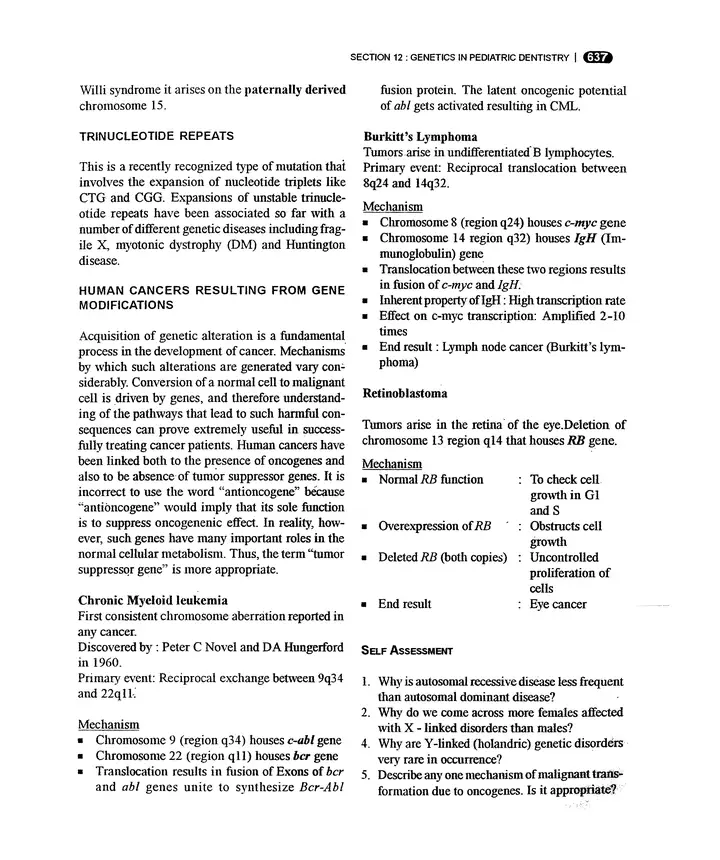 SECTION 12 : GENETICS IN PEDIATRIC DENTISTRY | 637
Willi syndrome it arises on the paternally derived
chromosome 15.
TRINUCLEOTIDE REPEATS
This is a recently recognized type of mutation that
involves the expansion of nucleotide triplets like
CTG and CGG. Expansions of unstable trinucle-
otide repeats have been associated so far with a
number of different genetic diseases including frag-
ile X, myotonic dystrophy (DM) and Huntington
disease.
HUMAN CANCERS RESULTING FROM GENE
MODIFICATIONS
Acquisition of genetic alteration is a fundamental
process in the development of cancer. Mechanisms
by which such alterations are generated vary con-
siderably. Conversion of a normal cell to malignant
cell is driven by genes, and therefore understand-
ing of the pathways that lead to such harmful con-
sequences can prove extremely useful in success-
fully treating cancer patients. Human cancers have
been linked both to the presence of oncogenes and
also to be absence of tumor suppressor genes. It is
incorrect to use the word "antioncogene" because
"antioncogene" would imply that its sole function
is to suppress oncogenenic effect. In reality, how-
ever, such genes have many important roles in the
normal cellular metabolism. Thus, the term "tumor
suppressor gene" is more appropriate.
Chronic Myeloid leukemia
First consistent chromosome aberration reported in
any cancer.
Discovered by : Peter C Novel and DA Hungerford
in 1960.
Primary event: Reciprocal exchange between 9q34
and 22q11.
Mechanism
▪ Chromosome 9 (region q34) houses c-abl gene
▪ Chromosome 22 (region q11) houses bcr gene
▪ Translocation results in fusion of Exons of bcr
and abl genes unite to synthesize Bcr-Abl
fusion protein. The latent oncogenic potential
of abl gets activated resulting in CML.
Burkitt's Lymphoma
Tumors arise in undifferentiated B lymphocytes.
Primary event: Reciprocal translocation between
8q24 and 14q32.
Mechanism
▪ Chromosome 8 (region q24) houses c-myc gene
▪ Chromosome 14 region q32) houses IgH (Im-
munoglobulin) gene
▪ Translocation between these two regions results
in fusion of c-myc and IgH.
▪ Inherent property of IgH : High transcription rate
▪ Effect on c-myc transcription: Amplified 2-10
times
▪ End result : Lymph node cancer (Burkitt's lym-
phoma)
Retinoblastoma
Tumors arise in the retina of the eye.Deletion of
chromosome 13 region q14 that houses RB gene.
Mechanism
▪ Normal RB function : To check cell
growth in G1
and S
▪ Overexpression of RB : Obstructs cell
growth
▪ Deleted RB (both copies) : Uncontrolled
proliferation of
cells
▪ End result : Eye cancer
SELF ASSESSMENT
1. Why is autosomal recessive disease less frequent
than autosomal dominant disease?
2. Why do we come across more females affected
with X - linked disorders than males?
4. Why are Y-linked (holandric) genetic disorders
very rare in occurrence?
5. Describe any one mechanism of malignant trans-
formation due to oncogenes. Is it appropriate?